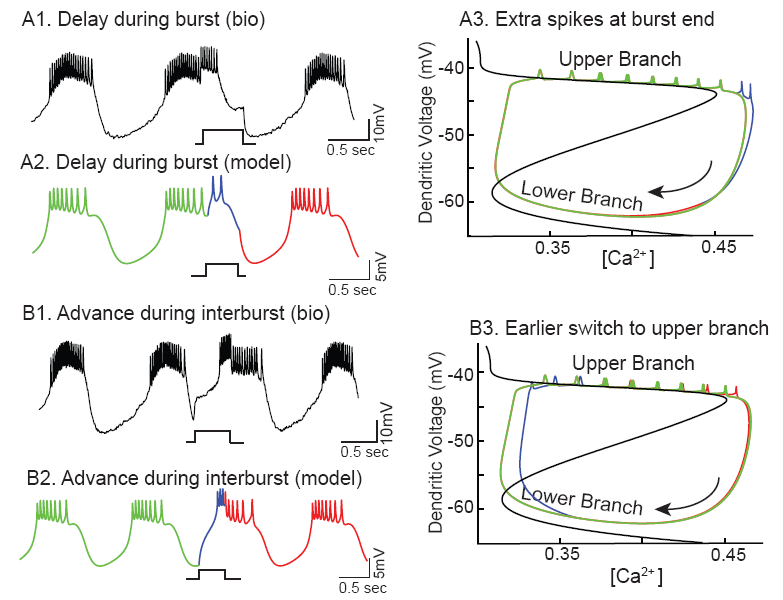 A1. Delay during burst (bio)
10mV
0.5 sec
A2. Delay during burst (model)
5mV
0.5 sec
A3. Extra spikes at burst end
Upper Branch
-40
-50
-60
Dendritic Voltage (mV)
Lower Branch
0.35
0.45
[Ca²⁺]
B1. Advance during interburst (bio)
10mV
0.5 sec
B2. Advance during interburst (model)
5mV
0.5 sec
B3. Earlier switch to upper branch
Upper Branch
-40
-50
-60
Dendritic Voltage (mV)
Lower Branch
0.35
0.45
[Ca²⁺]